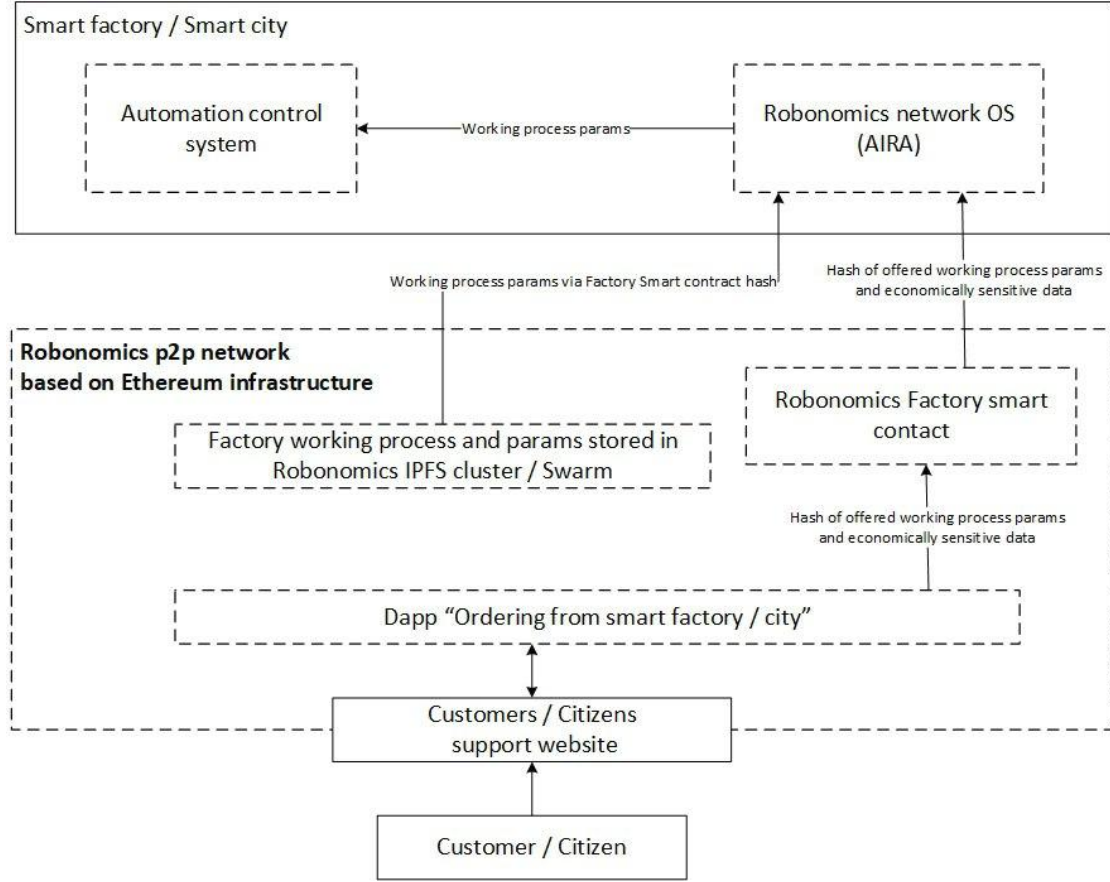 Smart factory / Smart city
Automation control
system
Working process params
Robonomics network OS
(AIRA)
Working process params via Factory Smart contract hash
Hash of offered working process params
and economically sensitive data
Robonomics p2p network
based on Ethereum infrastructure
Robonomics Factory smart
contact
Factory working process and params stored in
Robonomics IPFS cluster / Swarm
Hash of offered working process params
and economically sensitive data
Dapp “Ordering from smart factory / city”
Customers / Citizens
support website
Customer / Citizen